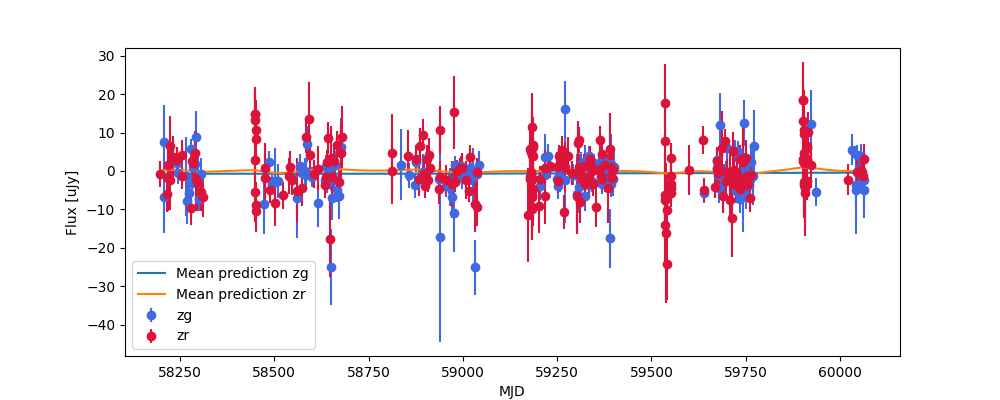 30
20
10
0
−10
−20
−30
−40
Flux [uJy]
Mean prediction zg
Mean prediction zr
zg
zr
58250 58500 58750 59000 59250 59500 59750 60000
MJD